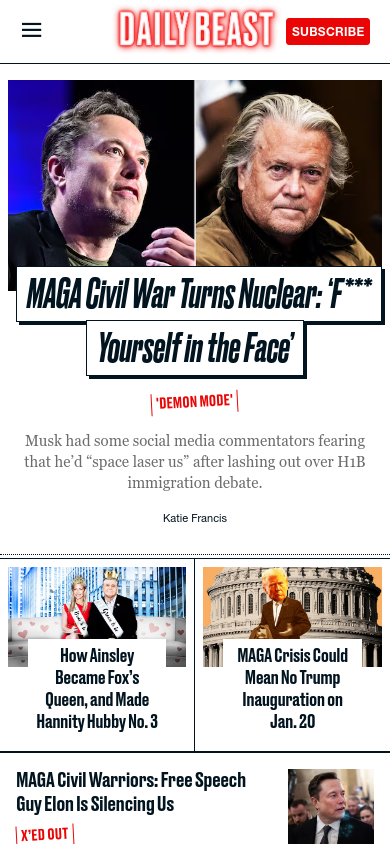 DAILY BEAST
SUBSCRIBE
MAGA Civil War Turns Nuclear: ‘F***
Yourself in the Face’
'DEMON MODE'
Musk had some social media commentators fearing
that he’d “space laser us” after lashing out over H1B
immigration debate.
Katie Francis
How Ainsley
Became Fox’s
Queen, and Made
Hannity Hubby No. 3
MAGA Crisis Could
Mean No Trump
Inauguration on
Jan. 20
MAGA Civil Warriors: Free Speech
Guy Elon Is Silencing Us
X’ED OUT